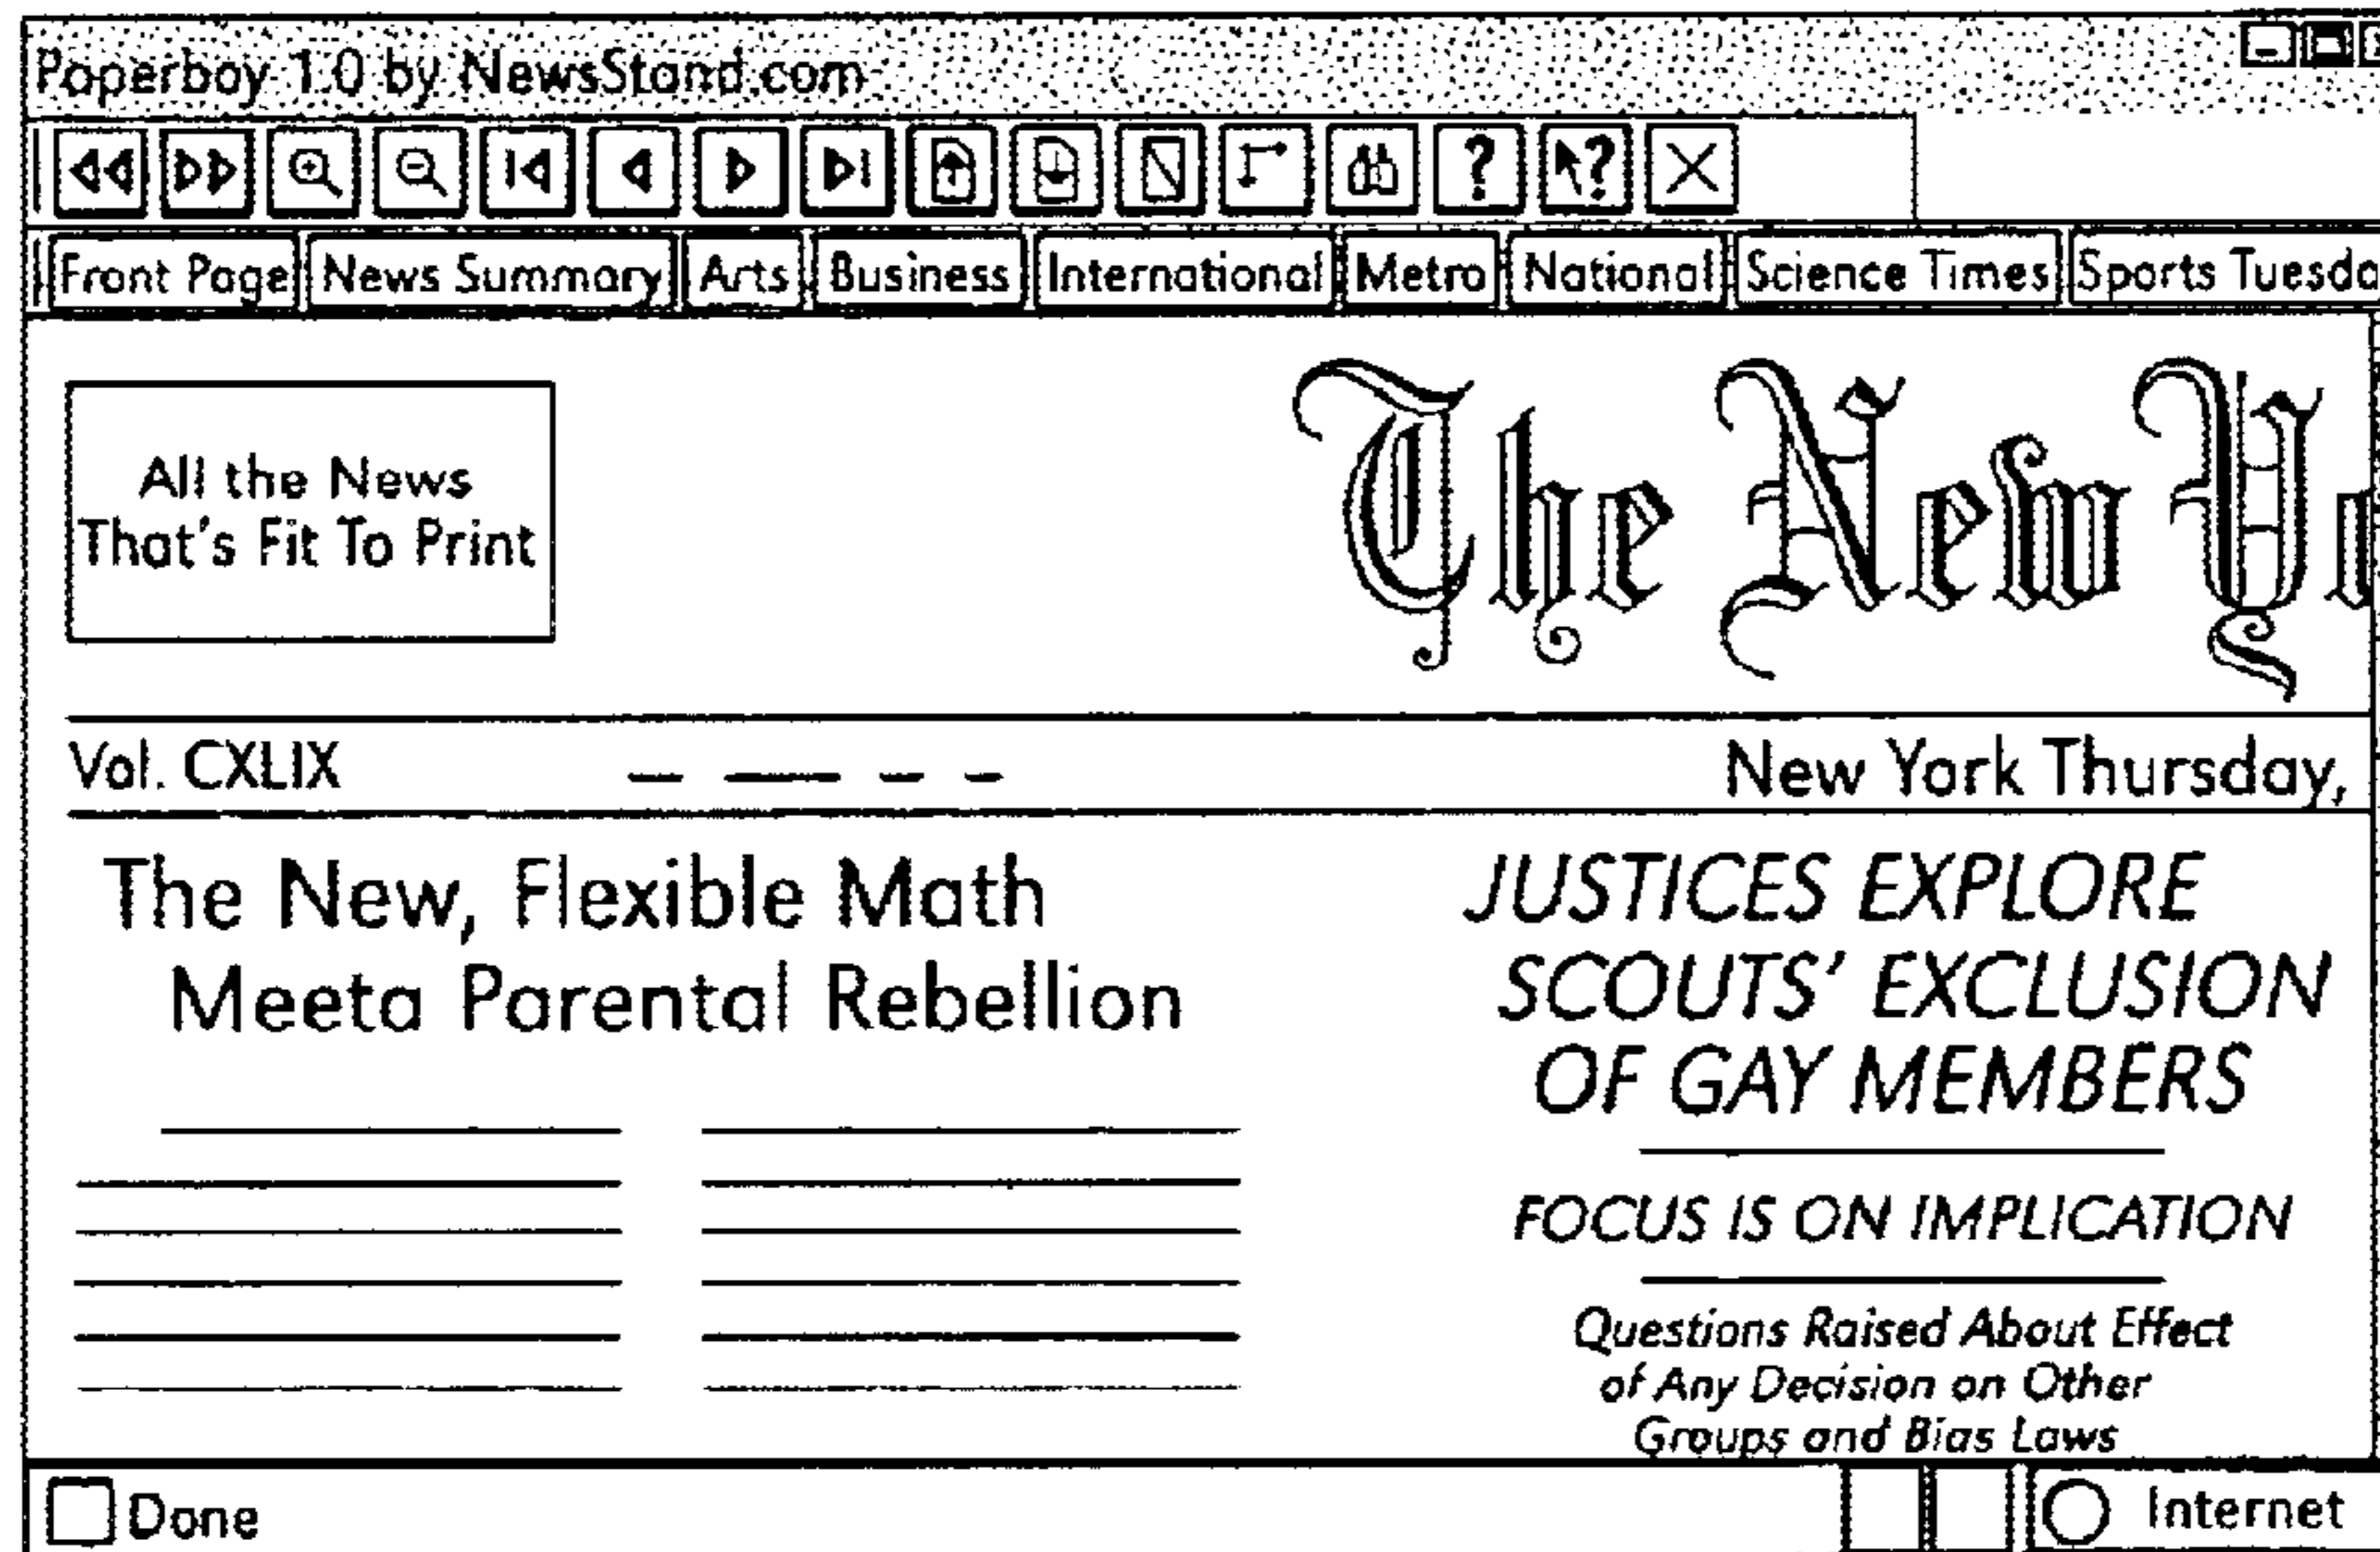 Paperboy 1.0 by NewsStand.com
Front Page News Summary Arts Business International Metro National Science Times Sports Tuesda
All the News
That's Fit To Print
The New Yo
Vol. CXLIX
New York Thursday,
The New, Flexible Math
Meeta Parental Rebellion
JUSTICES EXPLORE
SCOUTS' EXCLUSION
OF GAY MEMBERS
FOCUS IS ON IMPLICATION
Questions Raised About Effect
of Any Decision on Other
Groups and Bias Laws
Done
Internet